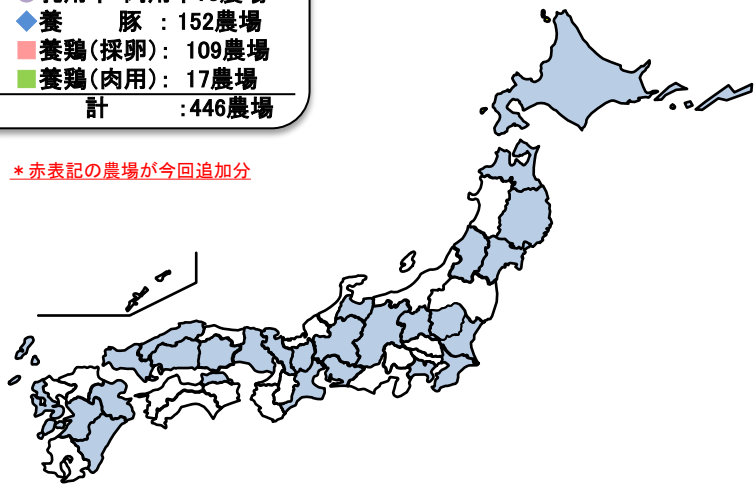 養　　豚 : 152農場
養鶏(採卵): 109農場
養鶏(肉用): 17農場
計 :446農場
＊赤表記の農場が今回追加分